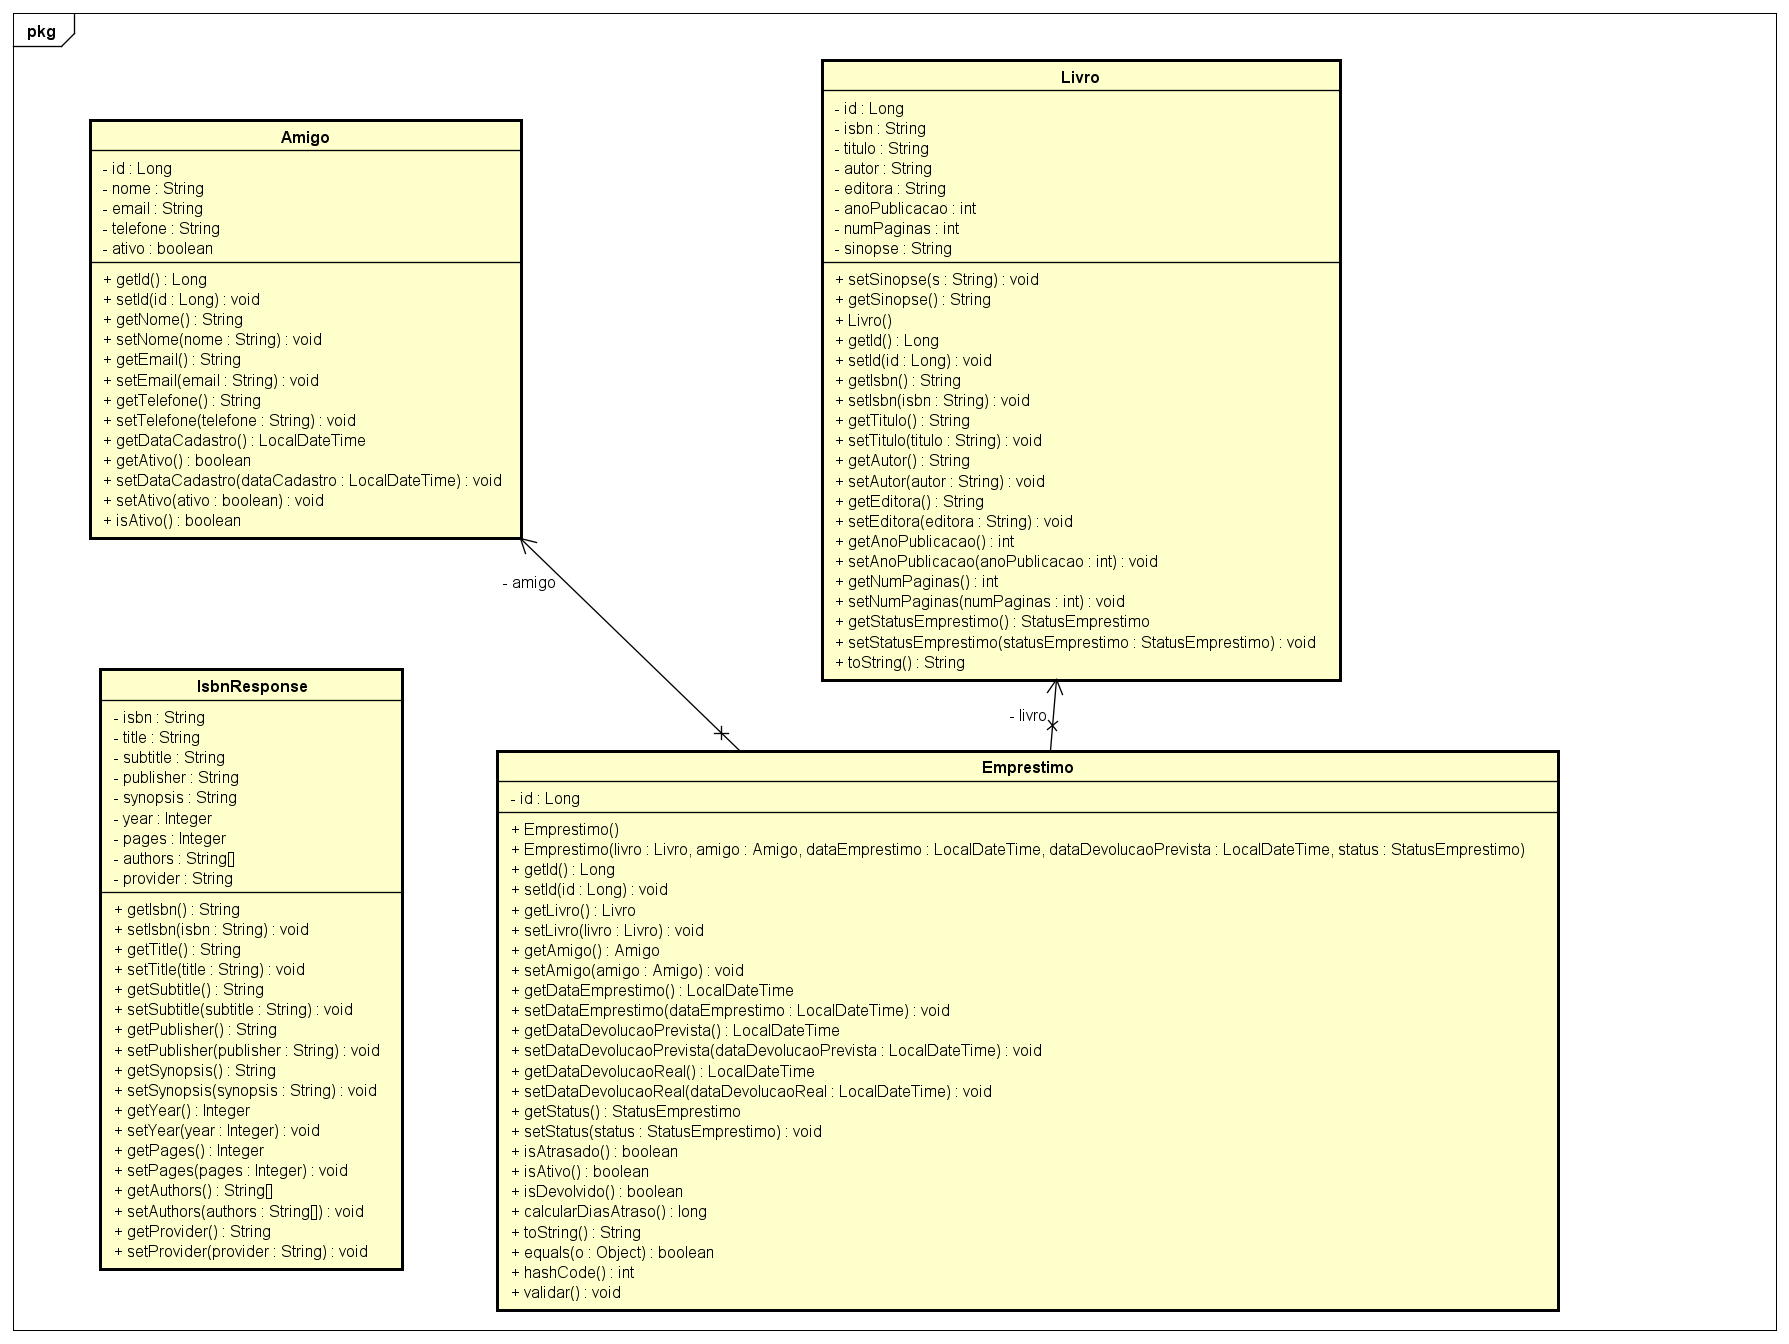 pkg
Amigo
- id : Long
- nome : String
- email : String
- telefone : String
- ativo : boolean
+ getId() : Long
+ setId(id : Long) : void
+ getNome() : String
+ setNome(nome : String) : void
+ getEmail() : String
+ setEmail(email : String) : void
+ getTelefone() : String
+ setTelefone(telefone : String) : void
+ getDataCadastro() : LocalDateTime
+ getAtivo() : boolean
+ setDataCadastro(dataCadastro : LocalDateTime) : void
+ setAtivo(ativo : boolean) : void
+ isAtivo() : boolean
Livro
- id : Long
- isbn : String
- titulo : String
- autor : String
- editora : String
- anoPublicacao : int
- numPaginas : int
- sinopse : String
+ setSinopse(s : String) : void
+ getSinopse() : String
+ Livro()
+ getId() : Long
+ setId(id : Long) : void
+ getIsbn() : String
+ setIsbn(isbn : String) : void
+ getTitulo() : String
+ setTitulo(titulo : String) : void
+ getAutor() : String
+ setAutor(autor : String) : void
+ getEditora() : String
+ setEditora(editora : String) : void
+ getAnoPublicacao() : int
+ setAnoPublicacao(anoPublicacao : int) : void
+ getNumPaginas() : int
+ setNumPaginas(numPaginas : int) : void
+ getStatusEmprestimo() : StatusEmprestimo
+ setStatusEmprestimo(statusEmprestimo : StatusEmprestimo) : void
+ toString() : String
- amigo
- livro
IsbnResponse
- isbn : String
- title : String
- subtitle : String
- publisher : String
- synopsis : String
- year : Integer
- pages : Integer
- authors : String[]
- provider : String
+ getIsbn() : String
+ setIsbn(isbn : String) : void
+ getTitle() : String
+ setTitle(title : String) : void
+ getSubtitle() : String
+ setSubtitle(subtitle : String) : void
+ getPublisher() : String
+ setPublisher(publisher : String) : void
+ getSynopsis() : String
+ setSynopsis(synopsis : String) : void
+ getYear() : Integer
+ setYear(year : Integer) : void
+ getPages() : Integer
+ setPages(pages : Integer) : void
+ getAuthors() : String[]
+ setAuthors(authors : String[]) : void
+ getProvider() : String
+ setProvider(provider : String) : void
Emprestimo
- id : Long
+ Emprestimo()
+ Emprestimo(livro : Livro, amigo : Amigo, dataEmprestimo : LocalDateTime, dataDevolucaoPrevista : LocalDateTime, status : StatusEmprestimo)
+ getId() : Long
+ setId(id : Long) : void
+ getLivro() : Livro
+ setLivro(livro : Livro) : void
+ getAmigo() : Amigo
+ setAmigo(amigo : Amigo) : void
+ getDataEmprestimo() : LocalDateTime
+ setDataEmprestimo(dataEmprestimo : LocalDateTime) : void
+ getDataDevolucaoPrevista() : LocalDateTime
+ setDataDevolucaoPrevista(dataDevolucaoPrevista : LocalDateTime) : void
+ getDataDevolucaoReal() : LocalDateTime
+ setDataDevolucaoReal(dataDevolucaoReal : LocalDateTime) : void
+ getStatus() : StatusEmprestimo
+ setStatus(status : StatusEmprestimo) : void
+ isAtrasado() : boolean
+ isAtivo() : boolean
+ isDevolvido() : boolean
+ calcularDiasAtraso() : long
+ toString() : String
+ equals(o : Object) : boolean
+ hashCode() : int
+ validar() : void